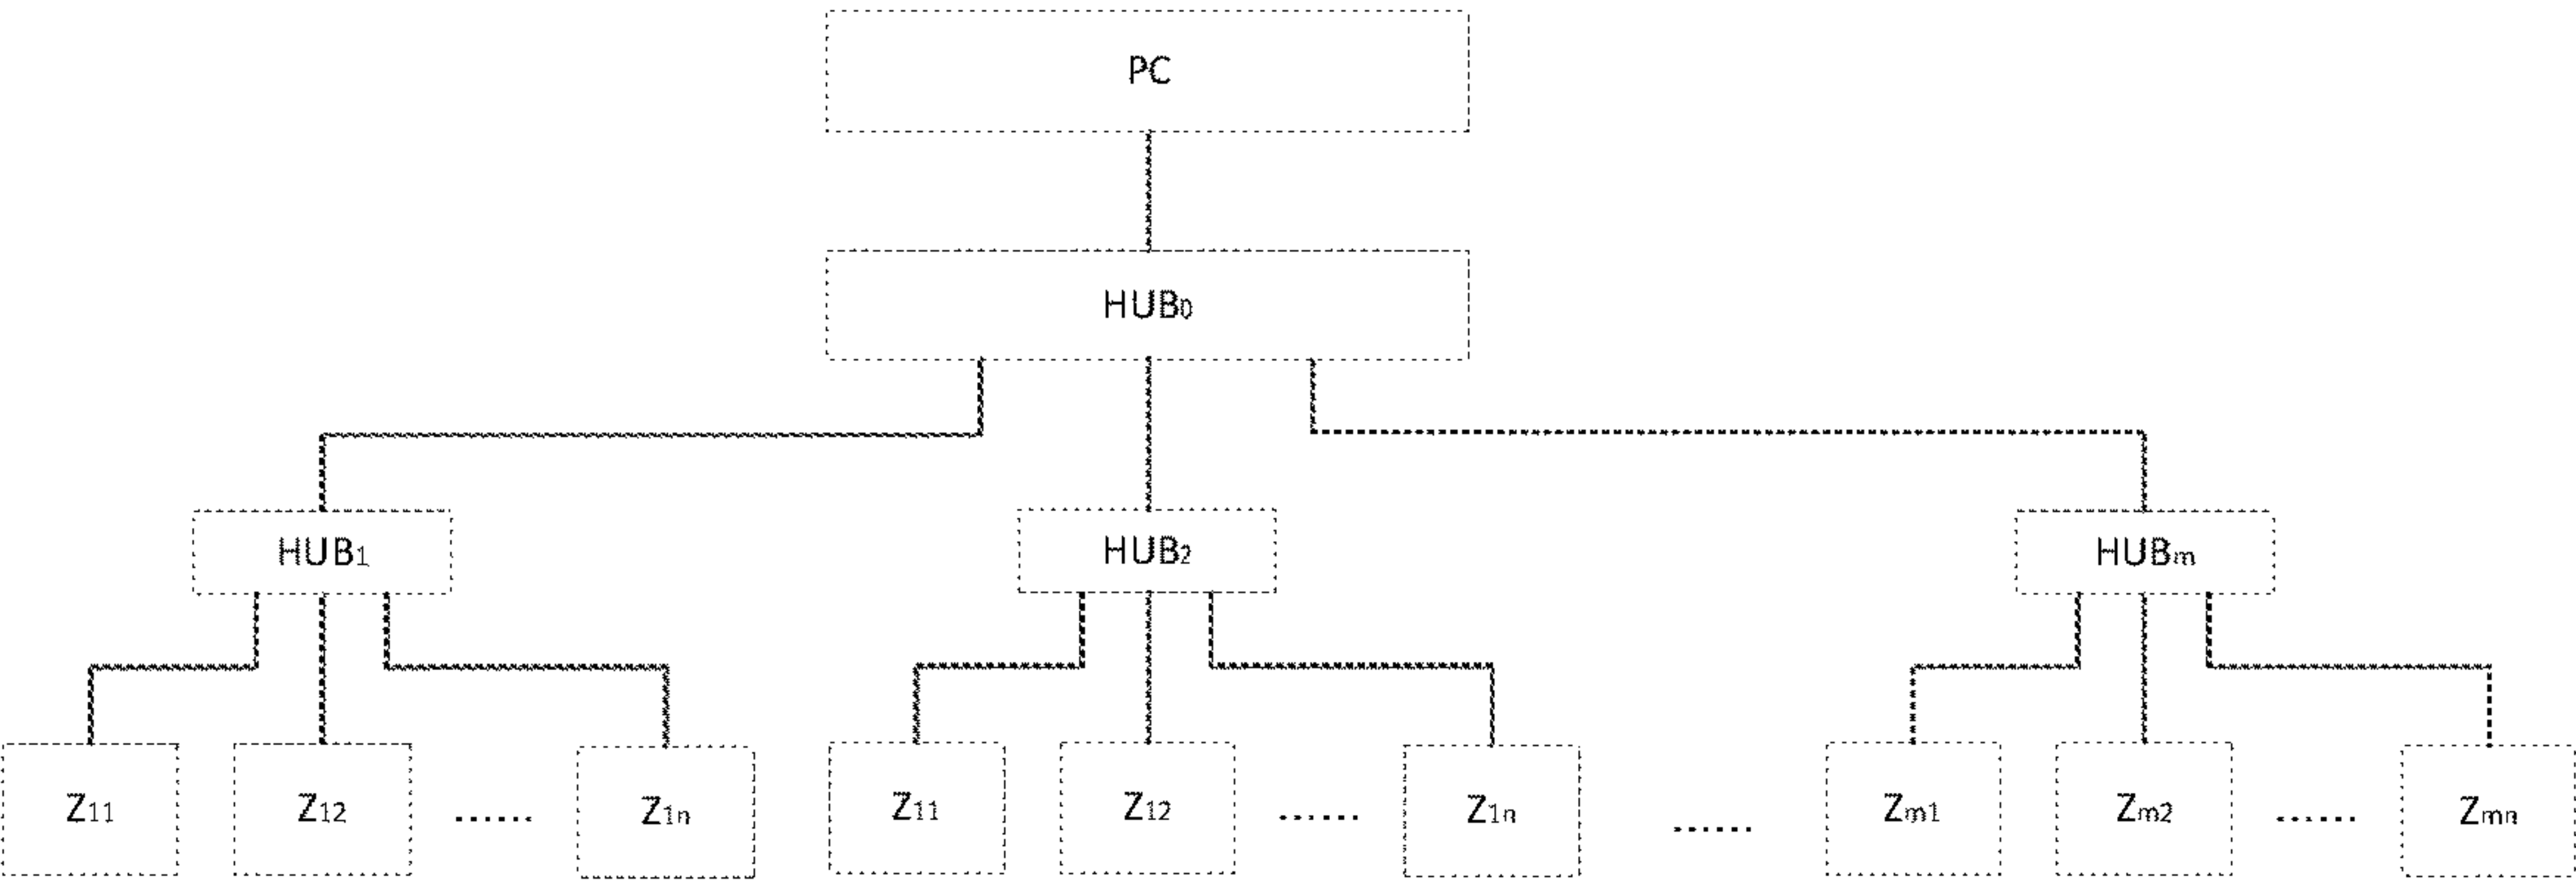 PC
HUB₀
HUB₁ HUB₂ HUBₘ
Z₁₁ Z₁₂ ...... Z₁ₙ Z₁₁ Z₁₂ ...... Z₁ₙ ...... Zₘ₁ Zₘ₂ ...... Zₘₙ